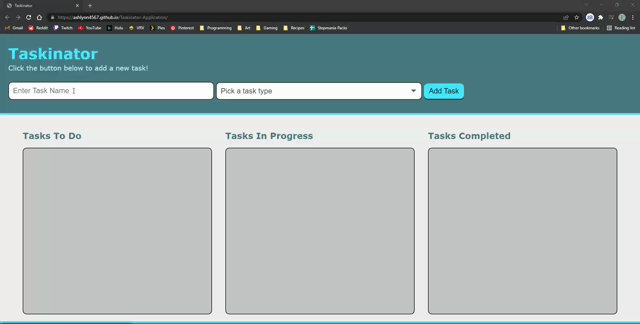 Taskinator
https://ashlynn4567.github.io/Taskinator-Application/
Gmail Reddit Twitch YouTube Hulu VRV Pixiv Pinterest Programming Art Gaming Recipes Stepmania Packs Other bookmarks Reading list
Taskinator
Click the button below to add a new task!
Enter Task Name Pick a task type Add Task
Tasks To Do Tasks In Progress Tasks Completed